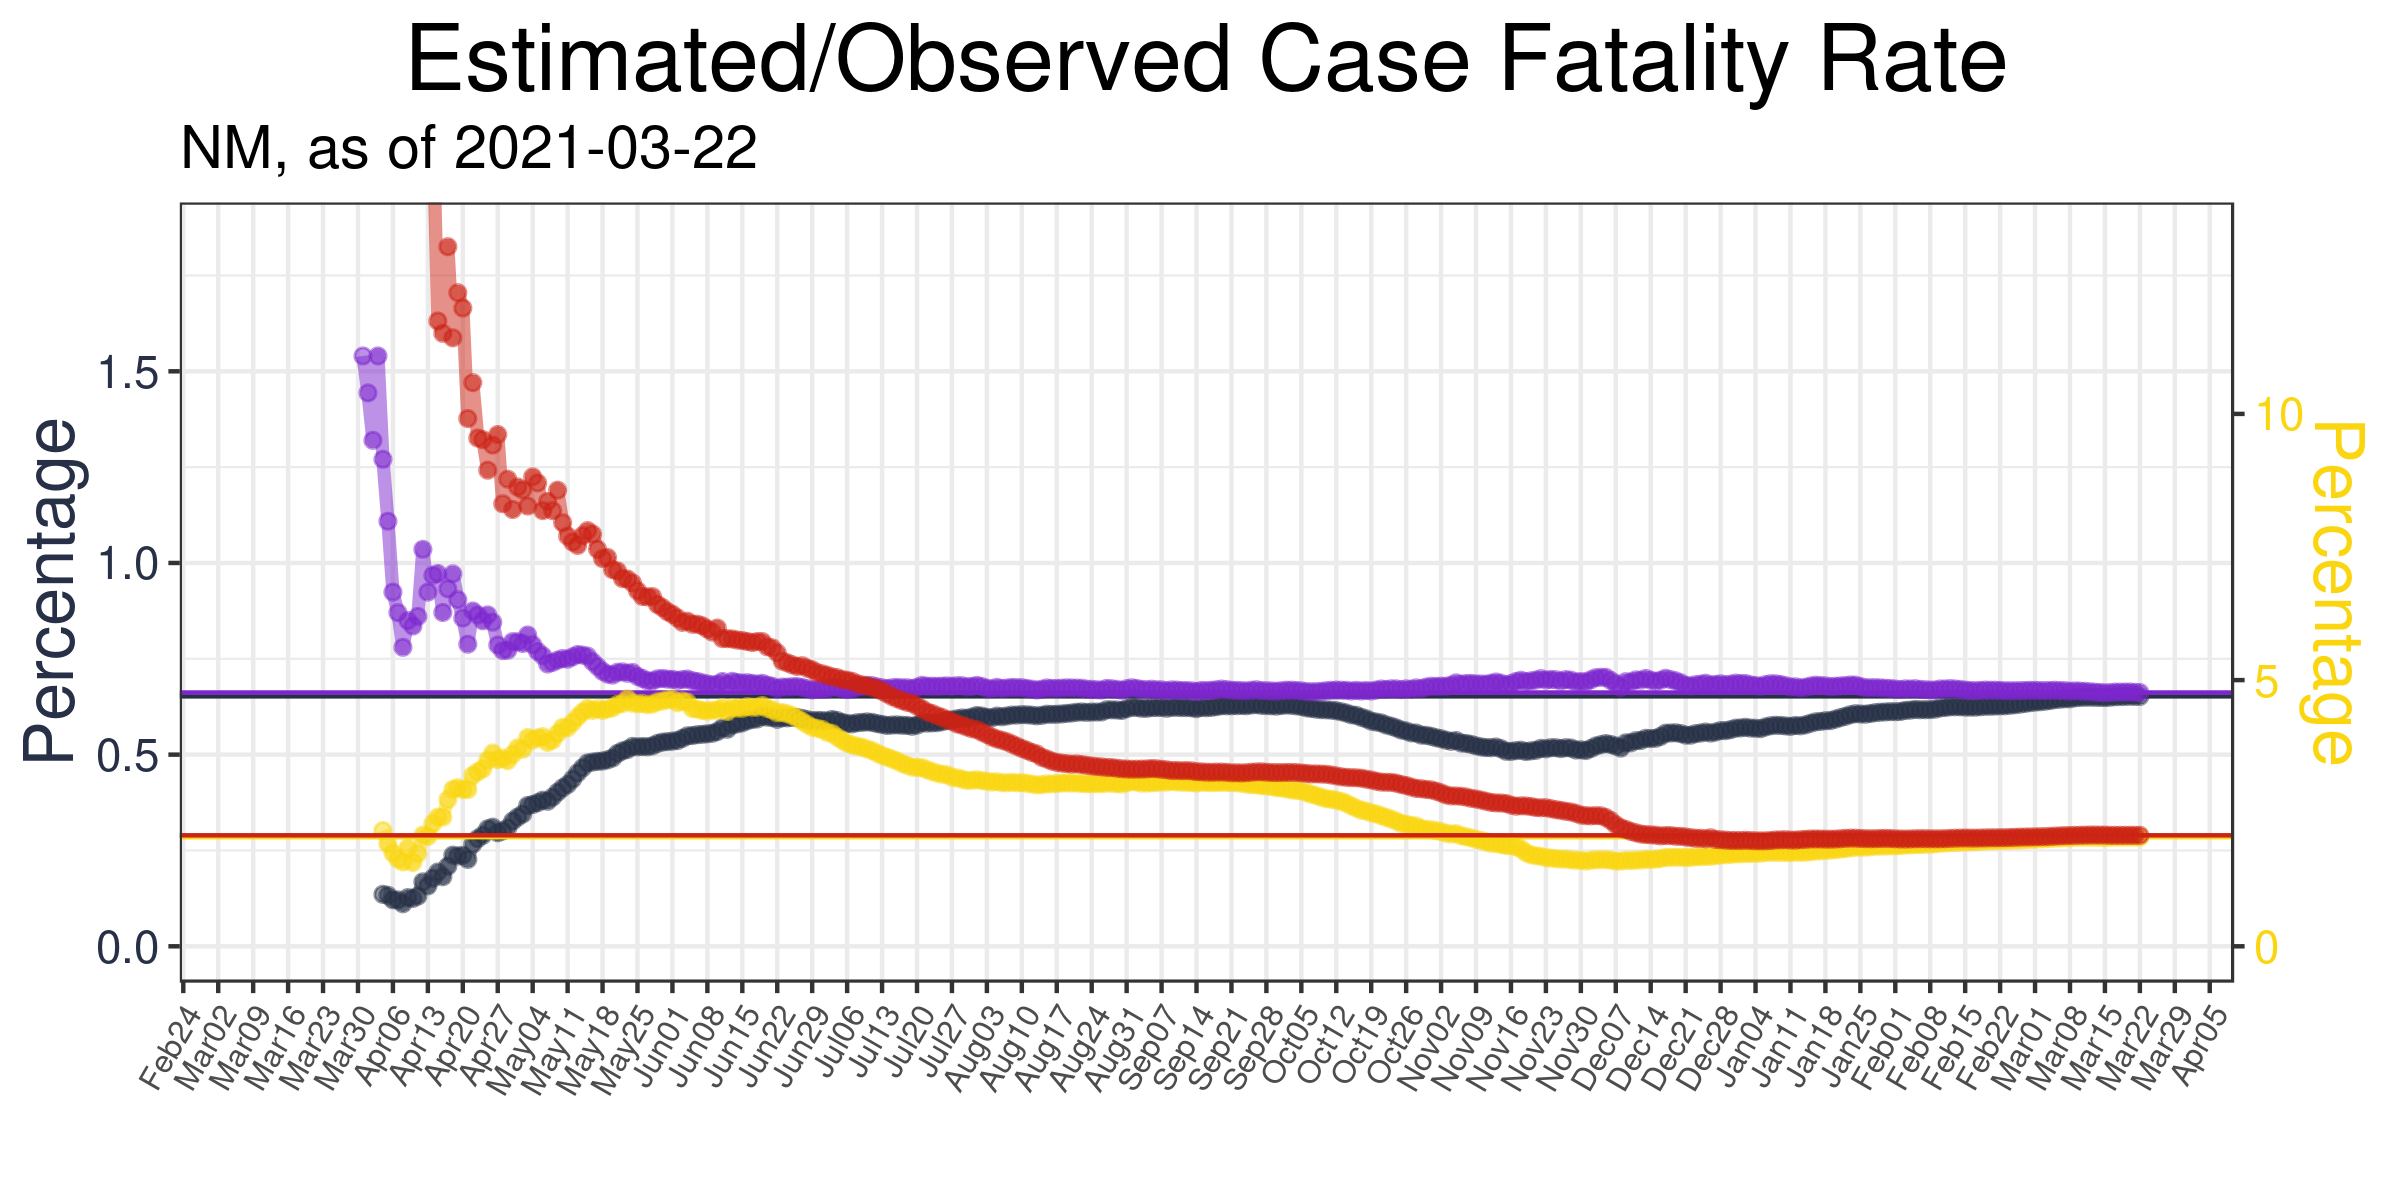 Estimated/Observed Case Fatality Rate
NM, as of 2021-03-22
Percentage
1.5
1.0
0.5
0.0
10
5
0
Percentage
Feb24
Mar02
Mar09
Mar16
Mar23
Mar30
Apr06
Apr13
Apr20
Apr27
May04
May11
May18
May25
Jun01
Jun08
Jun15
Jun22
Jun29
Jul06
Jul13
Jul20
Jul27
Aug03
Aug10
Aug17
Aug24
Aug31
Sep07
Sep14
Sep21
Sep28
Oct05
Oct12
Oct19
Oct26
Nov02
Nov09
Nov16
Nov23
Nov30
Dec07
Dec14
Dec21
Dec28
Jan04
Jan11
Jan18
Jan25
Feb01
Feb08
Feb15
Feb22
Mar01
Mar08
Mar15
Mar22
Mar29
Apr05